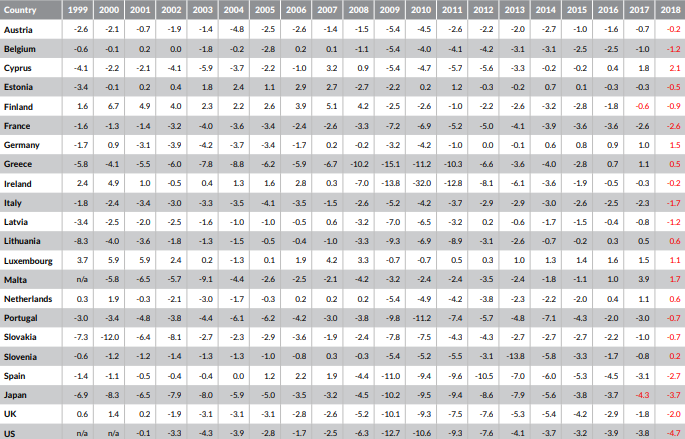 Country 1999 2000 2001 2002 2003 2004 2005 2006 2007 2008 2009 2010 2011 2012 2013 2014 2015 2016 2017 2018
Austria -2.6 -2.1 -0.7 -1.9 -1.4 -4.8 -2.5 -2.6 -1.4 -1.5 -5.4 -4.5 -2.6 -2.2 -2.0 -2.7 -1.0 -1.6 -0.7 -0.2
Belgium -0.6 -0.1 0.2 0.0 -1.8 -0.2 -2.8 0.2 0.1 -1.1 -5.4 -4.0 -4.1 -4.2 -3.1 -3.1 -2.5 -2.5 -1.0 -1.2
Cyprus -4.1 -2.2 -2.1 -4.1 -5.9 -3.7 -2.2 -1.0 3.2 0.9 -5.4 -4.7 -5.7 -5.6 -3.3 -0.2 -0.2 0.4 1.8 2.1
Estonia -3.4 -0.1 0.2 0.4 1.8 2.4 1.1 2.9 2.7 -2.7 -2.2 0.2 1.2 -0.3 -0.2 0.7 0.1 -0.3 -0.3 -0.5
Finland 1.6 6.7 4.9 4.0 2.3 2.2 2.6 3.9 5.1 4.2 -2.5 -2.6 -1.0 -2.2 -2.6 -3.2 -2.8 -1.8 -0.6 -0.9
France -1.6 -1.3 -1.4 -3.2 -4.0 -3.6 -3.4 -2.4 -2.6 -3.3 -7.2 -6.9 -5.2 -5.0 -4.1 -3.9 -3.6 -3.6 -2.6 -2.6
Germany -1.7 0.9 -3.1 -3.9 -4.2 -3.7 -3.4 -1.7 0.2 -0.2 -3.2 -4.2 -1.0 0.0 -0.1 0.6 0.8 0.9 1.0 1.5
Greece -5.8 -4.1 -5.5 -6.0 -7.8 -8.8 -6.2 -5.9 -6.7 -10.2 -15.1 -11.2 -10.3 -6.6 -3.6 -4.0 -2.8 0.7 1.1 0.5
Ireland 2.4 4.9 1.0 -0.5 0.4 1.3 1.6 2.8 0.3 -7.0 -13.8 -32.0 -12.8 -8.1 -6.1 -3.6 -1.9 -0.5 -0.3 -0.2
Italy -1.8 -2.4 -3.4 -3.0 -3.3 -3.5 -4.1 -3.5 -1.5 -2.6 -5.2 -4.2 -3.7 -2.9 -2.9 -3.0 -2.6 -2.5 -2.3 -1.7
Latvia -3.4 -2.5 -2.0 -2.5 -1.6 -1.0 -1.0 -0.5 0.6 -3.2 -7.0 -6.5 -3.2 0.2 -0.6 -1.7 -1.5 -0.4 -0.8 -1.2
Lithuania -8.3 -4.0 -3.6 -1.8 -1.3 -1.5 -0.5 -0.4 -1.0 -3.3 -9.3 -6.9 -8.9 -3.1 -2.6 -0.7 -0.2 0.3 0.5 0.6
Luxembourg 3.7 5.9 5.9 2.4 0.2 -1.3 0.1 1.9 4.2 3.3 -0.7 -0.7 0.5 0.3 1.0 1.3 1.4 1.6 1.5 1.1
Malta n/a -5.8 -6.5 -5.7 -9.1 -4.4 -2.6 -2.5 -2.1 -4.2 -3.2 -2.4 -2.4 -3.5 -2.4 -1.8 -1.1 1.0 3.9 1.7
Netherlands 0.3 1.9 -0.3 -2.1 -3.0 -1.7 -0.3 0.2 0.2 0.2 -5.4 -4.9 -4.2 -3.8 -2.3 -2.2 -2.0 0.4 1.1 0.6
Portugal -3.0 -3.4 -4.8 -3.8 -4.4 -6.1 -6.2 -4.2 -3.0 -3.8 -9.8 -11.2 -7.4 -5.7 -4.8 -7.1 -4.3 -2.0 -3.0 -0.7
Slovakia -7.3 -12.0 -6.4 -8.1 -2.7 -2.3 -2.9 -3.6 -1.9 -2.4 -7.8 -7.5 -4.3 -4.3 -2.7 -2.7 -2.7 -2.2 -1.0 -0.7
Slovenia -0.6 -1.2 -1.2 -1.4 -1.3 -1.3 -1.0 -0.8 0.3 -0.3 -5.4 -5.2 -5.5 -3.1 -13.8 -5.8 -3.3 -1.7 -0.8 0.2
Spain -1.4 -1.1 -0.5 -0.4 -0.4 0.0 1.2 2.2 1.9 -4.4 -11.0 -9.4 -9.6 -10.5 -7.0 -6.0 -5.3 -4.5 -3.1 -2.7
Japan -6.9 -8.3 -6.5 -7.9 -8.0 -5.9 -5.0 -3.5 -3.2 -4.5 -10.2 -9.5 -9.4 -8.6 -7.9 -5.6 -3.8 -3.7 -4.3 -3.7
UK 0.6 1.4 0.2 -1.9 -3.1 -3.1 -3.1 -2.8 -2.6 -5.2 -10.1 -9.3 -7.5 -7.6 -5.3 -5.4 -4.2 -2.9 -1.8 -2.0
US n/a n/a -0.1 -3.3 -4.3 -3.9 -2.8 -1.7 -2.5 -6.3 -12.7 -10.6 -9.3 -7.6 -4.1 -3.7 -3.2 -3.9 -3.8 -4.7